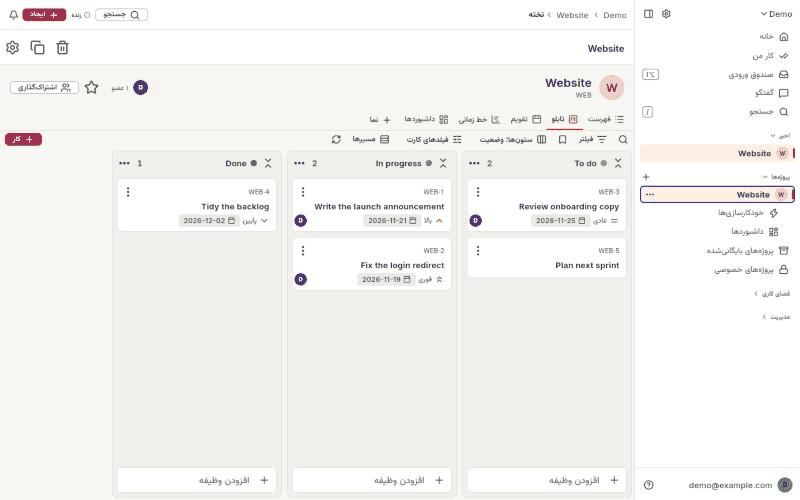 Demo
خانه
کار من
صندوق ورودی
گفتگو
جستجو
/
اخیر
W Website
پروژه‌ها
W Website
خودکارسازی‌ها
داشبوردها
پروژه‌های بایگانی‌شده
پروژه‌های خصوصی
فضای کاری
مدیریت
demo@example.com
Demo Website تخته
جستجو
زنده
ایجاد
Website
W Website
WEB
۱ عضو
اشتراک‌گذاری
فهرست تابلو تقویم خط زمانی داشبوردها نما
فیلتر ستون‌ها: وضعیت فیلدهای کارت مسیرها
کار
To do 2
WEB-3
Review onboarding copy
عادی 2026-11-25
WEB-5
Plan next sprint
افزودن وظیفه
In progress 2
WEB-1
Write the launch announcement
بالا 2026-11-21
WEB-2
Fix the login redirect
فوری 2026-11-19
افزودن وظیفه
Done 1
WEB-4
Tidy the backlog
پایین 2026-12-02
افزودن وظیفه